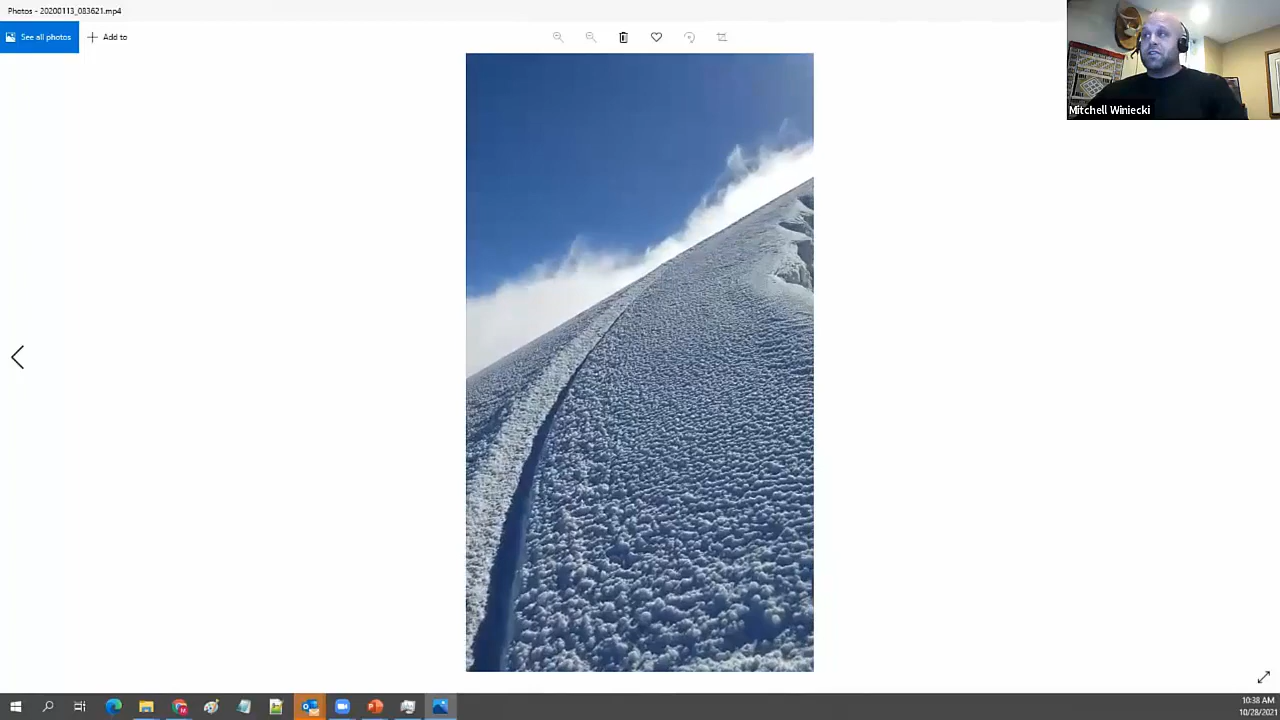 Photos - 20200113_083621.mp4
See all photos
Add to
Mitchell Winiecki
10:38 AM
10/28/2021